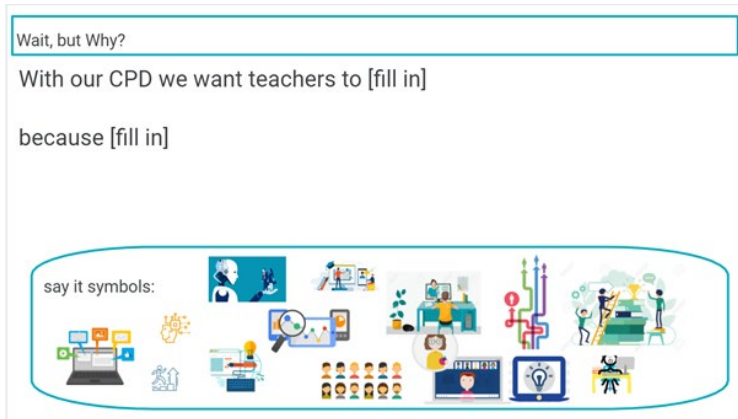 Wait, but Why?
With our CPD we want teachers to [fill in]
because [fill in]
say it symbols: